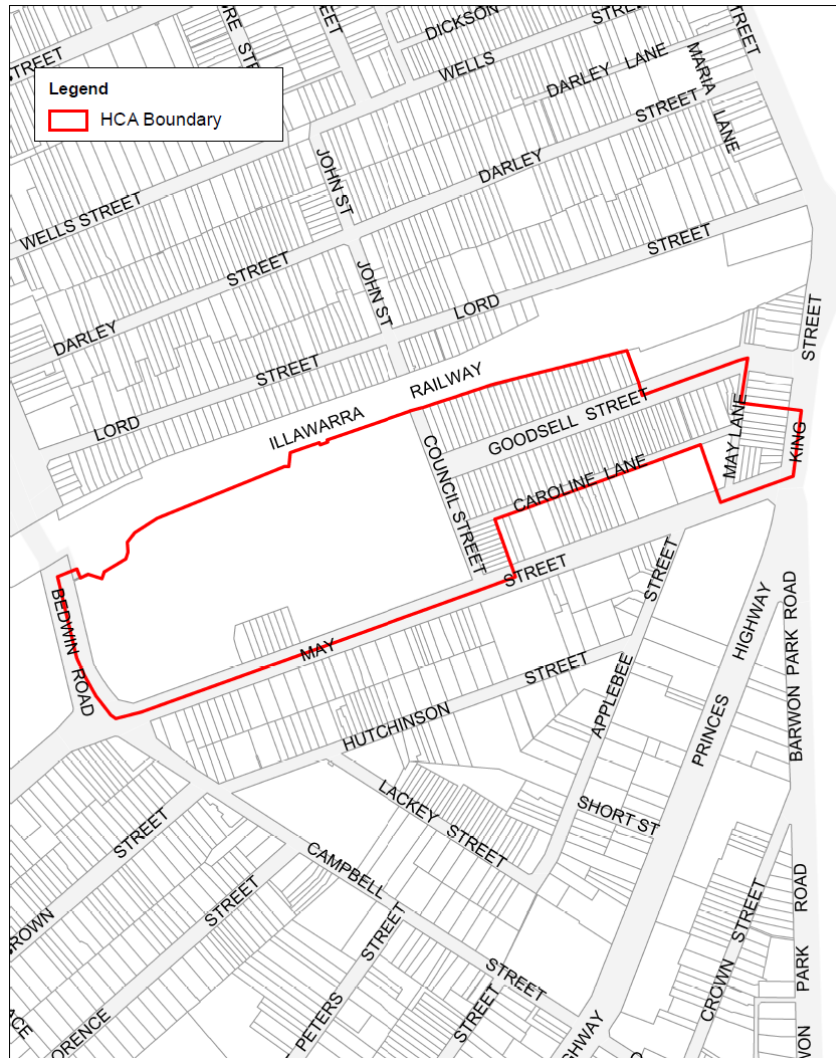 Legend
HCA Boundary
DICKSON
STREET
WELLS
STREET
DARLEY LANE
MARIA
LANE
STREET
STREET
DARLEY
STREET
JOHN ST
WELLS STREET
STREET
JOHN ST
LORD
STREET
DARLEY
STREET
LORD
ILLAWARRA RAILWAY
STREET
GOODSELL STREET
MAY LANE
KING
COUNCIL STREET
CAROLINE LANE
STREET
MAY
BEDWIN ROAD
STREET
APPLEBEE
STREET
HUTCHINSON
PRINCES
HIGHWAY
BARWON PARK ROAD
LACKEY STREET
SHORT ST
STREET
CAMPBELL
STREET
STREET
CROWN
STREET
PARK
ROAD
PETERS
STREET
STREET
HIGHWAY